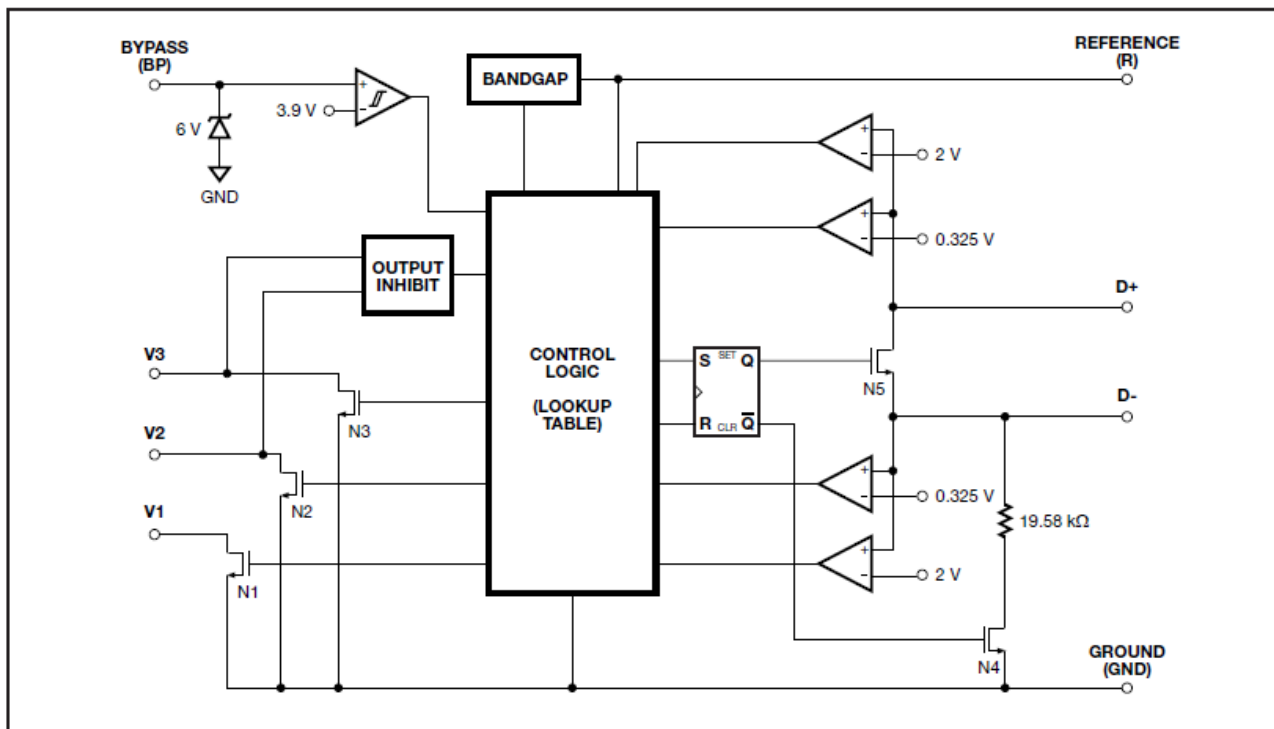 BYPASS
(BP)
REFERENCE
(R)
BANDGAP
+
-
3.9 V
6 V
GND
+
-
2 V
+
-
0.325 V
OUTPUT
INHIBIT
D+
V3
CONTROL
LOGIC
(LOOKUP
TABLE)
S SET Q
R CLR Q̅
N5
D-
N3
V2
N2
+
-
0.325 V
19.58 kΩ
V1
+
-
2 V
N1
N4
GROUND
(GND)